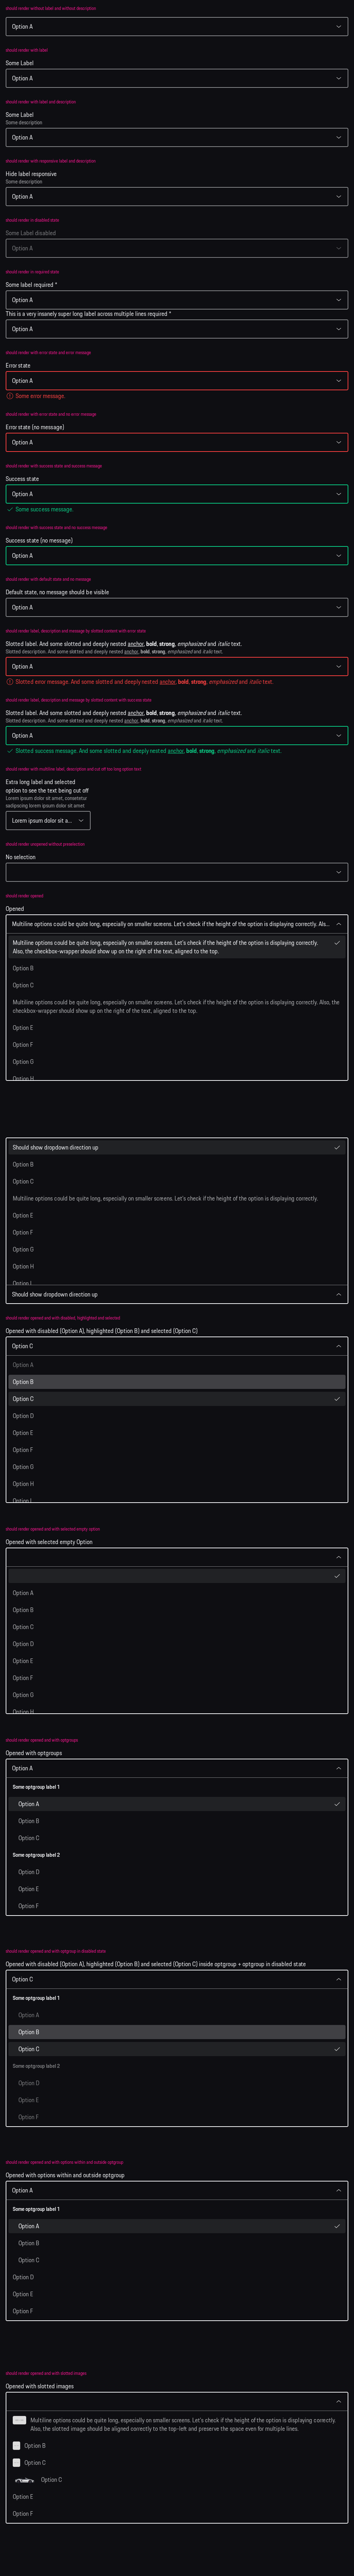 should render without label and without description
Option A
should render with label
Some Label
Option A
should render with label and description
Some Label
Some description
Option A
should render with responsive label and description
Hide label responsive
Some description
Option A
should render in disabled state
Some Label disabled
Option A
should render in required state
Some label required *
Option A
This is a very insanely super long label across multiple lines required *
Option A
should render with error state and error message
Error state
Option A
Some error message.
should render with error state and no error message
Error state (no message)
Option A
should render with success state and success message
Success state
Option A
Some success message.
should render with success state and no success message
Success state (no message)
Option A
should render with default state and no message
Default state, no message should be visible
Option A
should render label, description and message by slotted content with error state
Slotted label. And some slotted and deeply nested anchor, bold, strong, emphasized and italic text.
Slotted description. And some slotted and deeply nested anchor, bold, strong, emphasized and italic text.
Option A
Slotted error message. And some slotted and deeply nested anchor, bold, strong, emphasized and italic text.
should render label, description and message by slotted content with success state
Slotted label. And some slotted and deeply nested anchor, bold, strong, emphasized and italic text.
Slotted description. And some slotted and deeply nested anchor, bold, strong, emphasized and italic text.
Option A
Slotted success message. And some slotted and deeply nested anchor, bold, strong, emphasized and italic text.
should render with multiline label, description and cut off too long option text
Extra long label and selected
option to see the text being cut off
Lorem ipsum dolor sit amet, consetetur
sadipscing lorem ipsum dolor sit amet
Lorem ipsum dolor sit a...
should render unopened without preselection
No selection
should render opened
Opened
Multiline options could be quite long, especially on smaller screens. Let's check if the height of the option is displaying correctly. Als...
Multiline options could be quite long, especially on smaller screens. Let's check if the height of the option is displaying correctly.
Also, the checkbox-wrapper should show up on the right of the text, aligned to the top.
Option B
Option C
Multiline options could be quite long, especially on smaller screens. Let's check if the height of the option is displaying correctly. Also, the
checkbox-wrapper should show up on the right of the text, aligned to the top.
Option E
Option F
Option G
Option H
Should show dropdown direction up
Option B
Option C
Multiline options could be quite long, especially on smaller screens. Let's check if the height of the option is displaying correctly.
Option E
Option F
Option G
Option H
Option I
Should show dropdown direction up
should render opened and with disabled, highlighted and selected
Opened with disabled (Option A), highlighted (Option B) and selected (Option C)
Option C
Option A
Option B
Option C
Option D
Option E
Option F
Option G
Option H
Option I
should render opened and with selected empty option
Opened with selected empty Option
Option A
Option B
Option C
Option D
Option E
Option F
Option G
Option H
should render opened and with optgroups
Opened with optgroups
Option A
Some optgroup label 1
Option A
Option B
Option C
Some optgroup label 2
Option D
Option E
Option F
should render opened and with optgroup in disabled state
Opened with disabled (Option A), highlighted (Option B) and selected (Option C) inside optgroup + optgroup in disabled state
Option C
Some optgroup label 1
Option A
Option B
Option C
Some optgroup label 2
Option D
Option E
Option F
should render opened and with options within and outside optgroup
Opened with options within and outside optgroup
Option A
Some optgroup label 1
Option A
Option B
Option C
Option D
Option E
Option F
should render opened and with slotted images
Opened with slotted images
Multiline options could be quite long, especially on smaller screens. Let's check if the height of the option is displaying correctly.
Also, the slotted image should be aligned correctly to the top-left and preserve the space even for multiple lines.
Option B
Option C
Option C
Option E
Option F